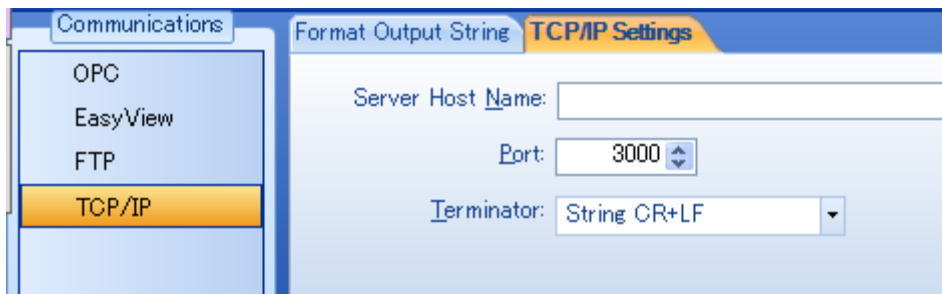 Communications
OPC
EasyView
FTP
TCP/IP
Format Output String TCP/IP Settings
Server Host Name:
Port: 3000
Terminator: String CR+LF